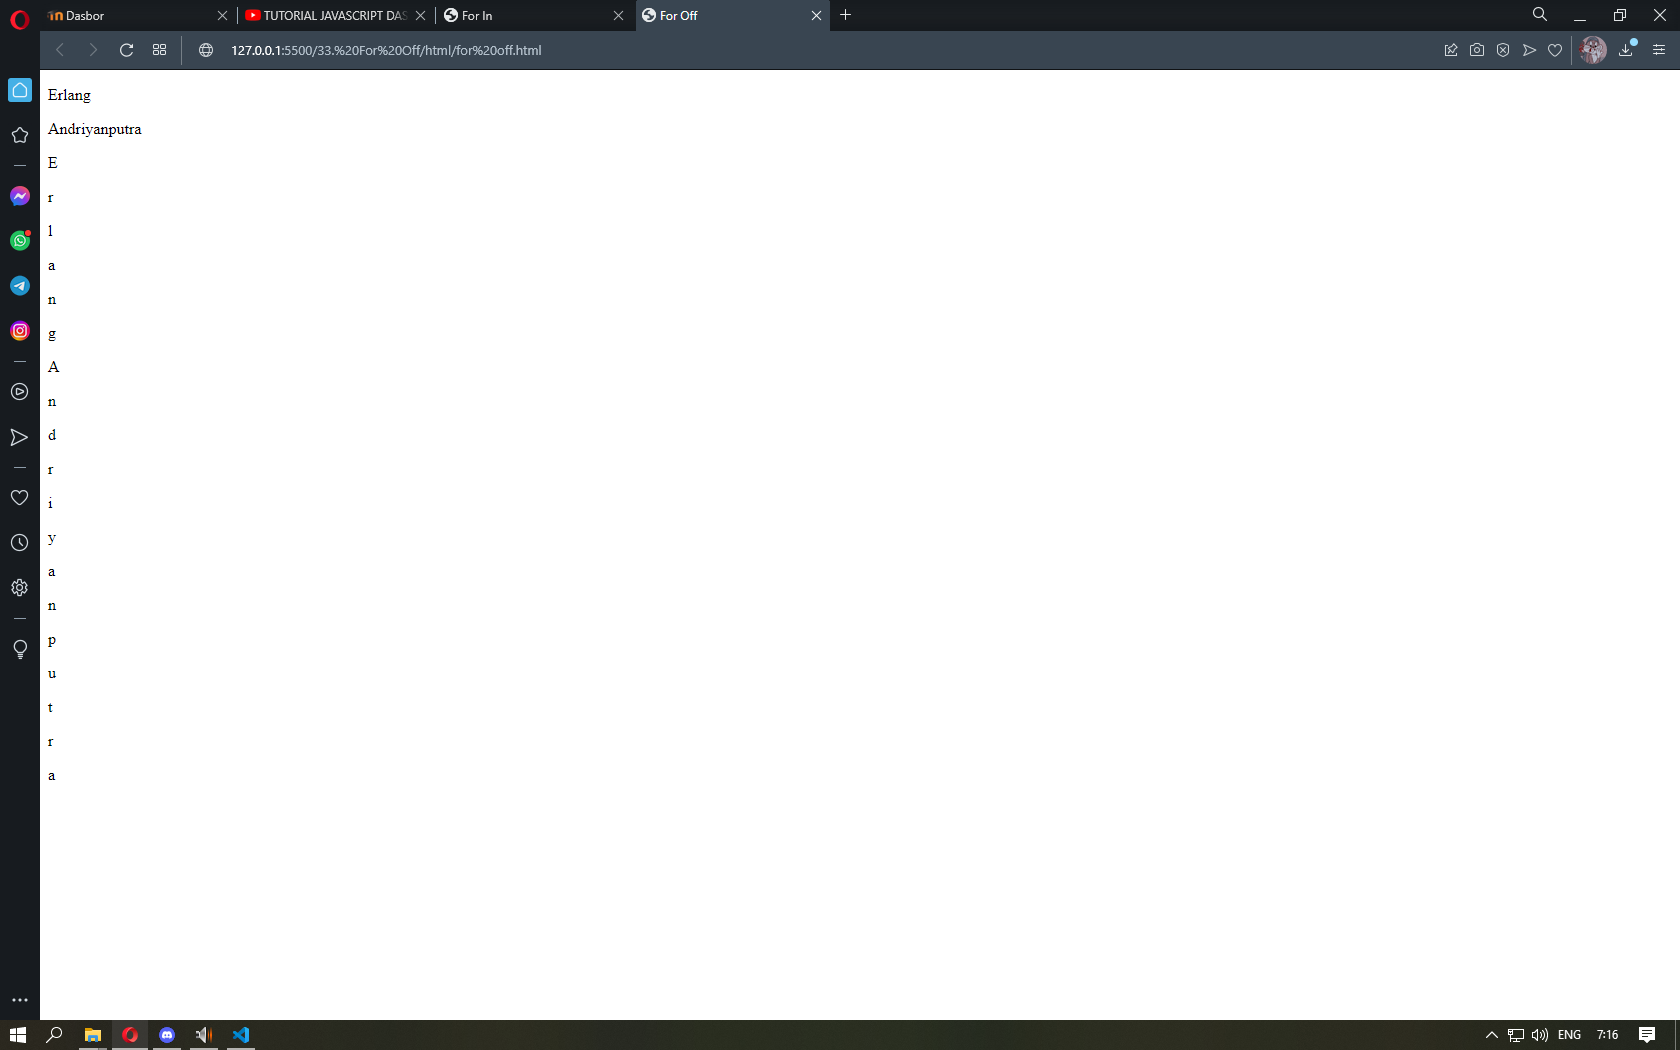 Dasbor
TUTORIAL JAVASCRIPT DAS
For In
For Off
127.0.0.1:5500/33.%20For%20Off/html/for%20off.html
Erlang
Andriyanputra
E
r
l
a
n
g
A
n
d
r
i
y
a
n
p
u
t
r
a
ENG
7:16